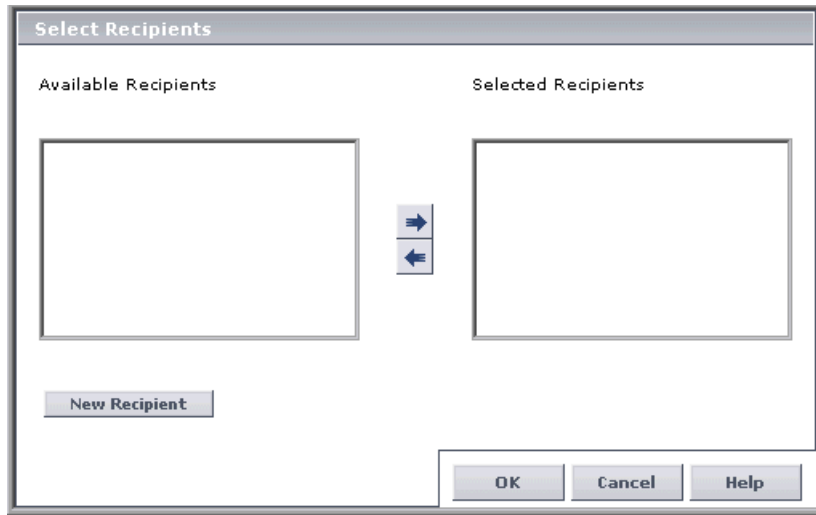 Select Recipients
Available Recipients
Selected Recipients
New Recipient
OK
Cancel
Help